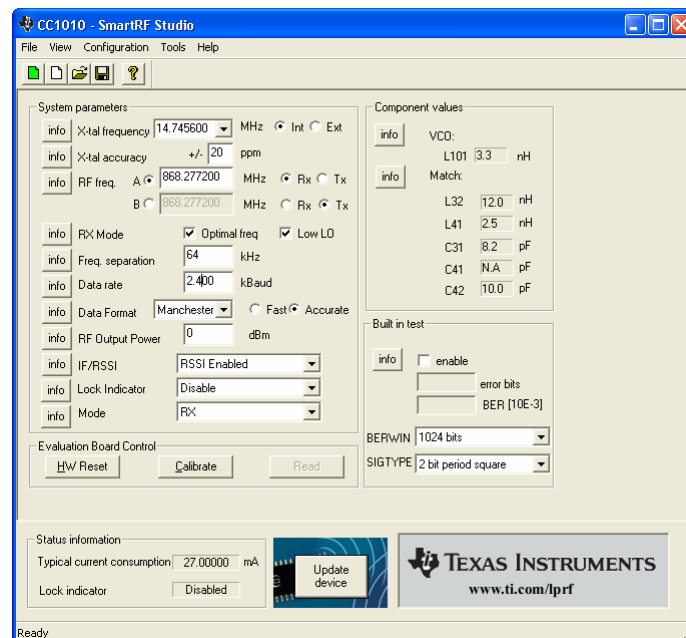 CC1010 - SmartRF Studio
File View Configuration Tools Help
System parameters
info X-tal frequency 14.745600 MHz Int Ext
info X-tal accuracy +/- 20 ppm
info RF freq. A 868.277200 MHz Rx Tx
B 868.277200 MHz Rx Tx
info RX Mode Optimal freq Low LO
info Freq. separation 64 kHz
info Data rate 2.400 kBaud
info Data Format Manchester Fast Accurate
info RF Output Power 0 dBm
info IF/RSSI RSSI Enabled
info Lock Indicator Disable
info Mode RX
Evaluation Board Control
HW Reset Calibrate Read
Component values
info VCO:
L101 3.3 nH
info Match:
L32 12.0 nH
L41 2.5 nH
C31 8.2 pF
C41 N.A pF
C42 10.0 pF
Built in test
info enable
error bits
BER [10E-3]
BERWIN 1024 bits
SIGTYPE 2 bit period square
Status information
Typical current consumption 27.00000 mA
Lock indicator Disabled
Update
device
TEXAS INSTRUMENTS
www.ti.com/lprf
Ready